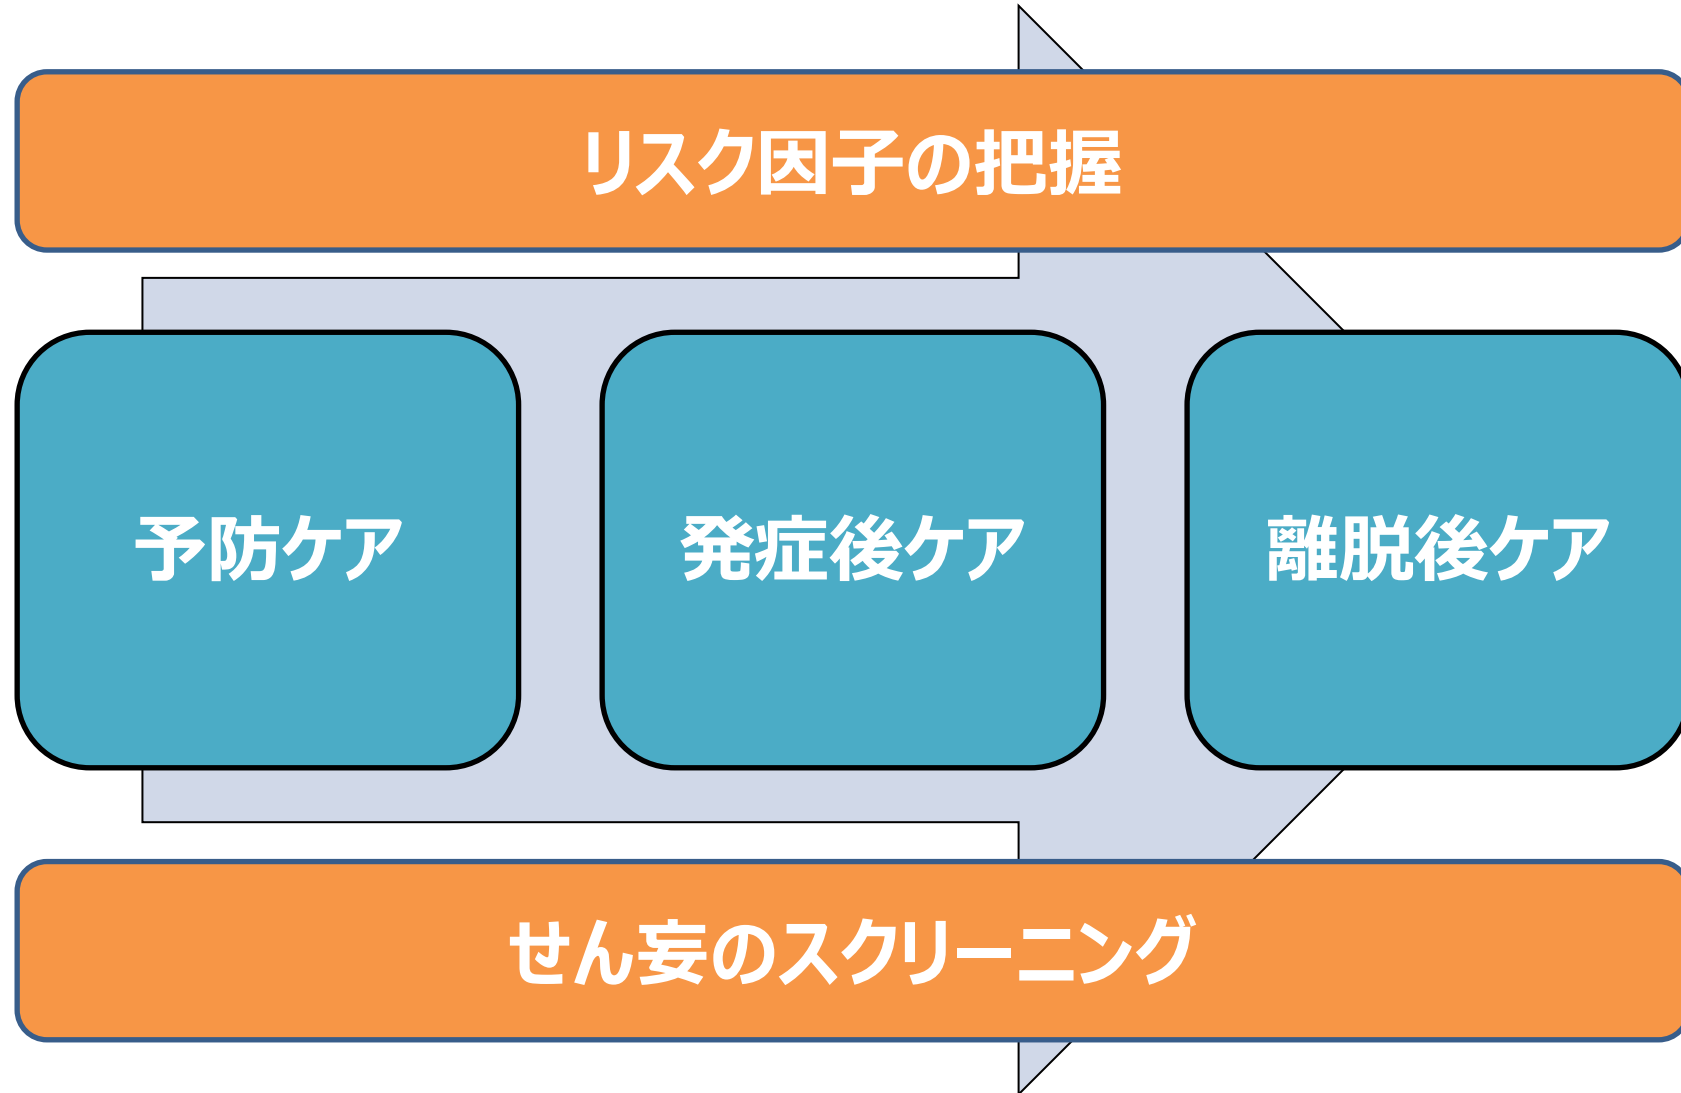 リスク因子の把握
予防ケア
発症後ケア
離脱後ケア
せん妄のスクリーニング